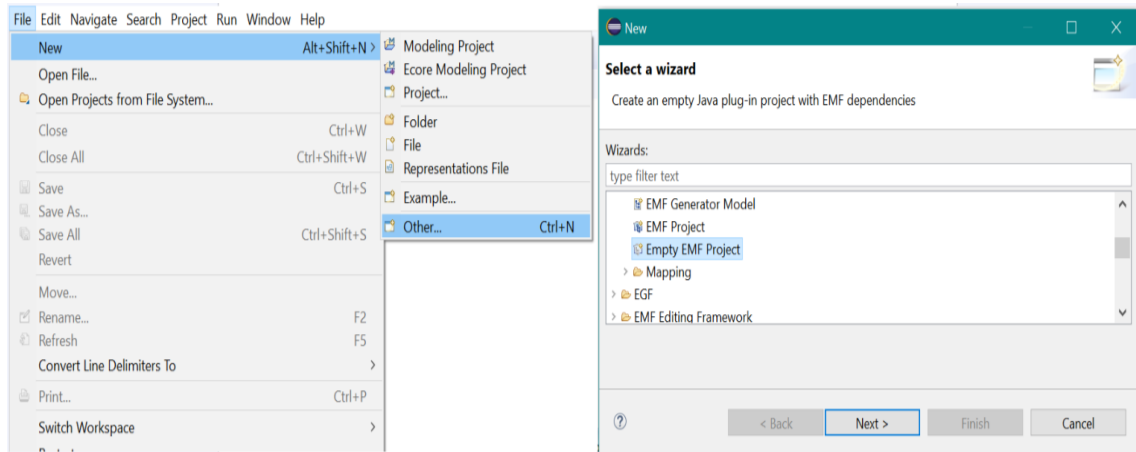 File Edit Navigate Search Project Run Window Help
New Alt+Shift+N >
Open File...
Open Projects from File System...
Close Ctrl+W
Close All Ctrl+Shift+W
Save Ctrl+S
Save As...
Save All Ctrl+Shift+S
Revert
Move...
Rename... F2
Refresh F5
Convert Line Delimiters To >
Print... Ctrl+P
Switch Workspace >
Modeling Project
Ecore Modeling Project
Project...
Folder
File
Representations File
Example...
Other... Ctrl+N
New
Select a wizard
Create an empty Java plug-in project with EMF dependencies
Wizards:
type filter text
EMF Generator Model
EMF Project
Empty EMF Project
> Mapping
> EGF
> EMF Editing Framework
< Back Next > Finish Cancel